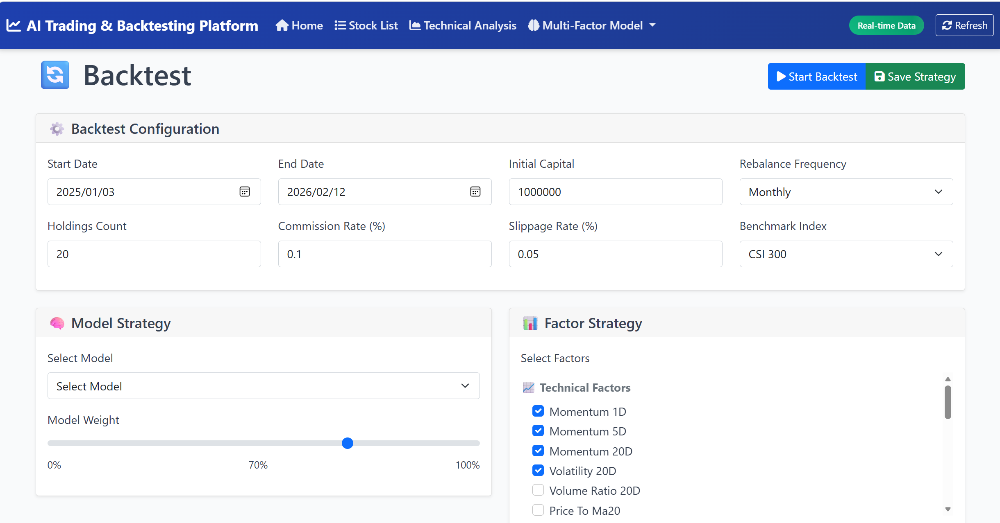 AI Trading & Backtesting Platform Home Stock List Technical Analysis Multi-Factor Model Real-time Data Refresh
Backtest Start Backtest Save Strategy
Backtest Configuration
Start Date End Date Initial Capital Rebalance Frequency
2025/01/03 2026/02/12 1000000 Monthly
Holdings Count Commission Rate (%) Slippage Rate (%) Benchmark Index
20 0.1 0.05 CSI 300
Model Strategy
Select Model
Select Model
Model Weight
0% 70% 100%
Factor Strategy
Select Factors
Technical Factors
Momentum 1D
Momentum 5D
Momentum 20D
Volatility 20D
Volume Ratio 20D
Price To Ma20